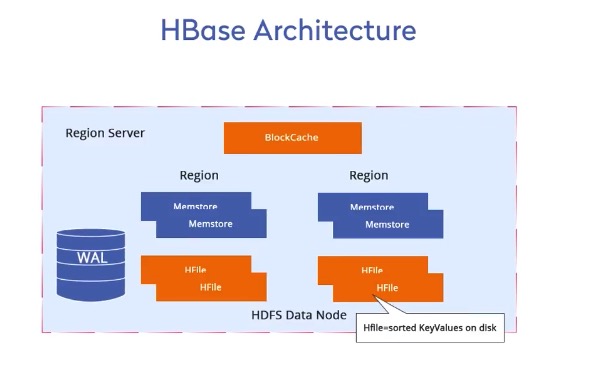 HBase Architecture
Region Server
BlockCache
Region
Region
Memstore
Memstore
Memstore
Memstore
WAL
HFIle
HFIle
HFIle
HFIle
HDFS Data Node
Hfile=sorted KeyValues on disk